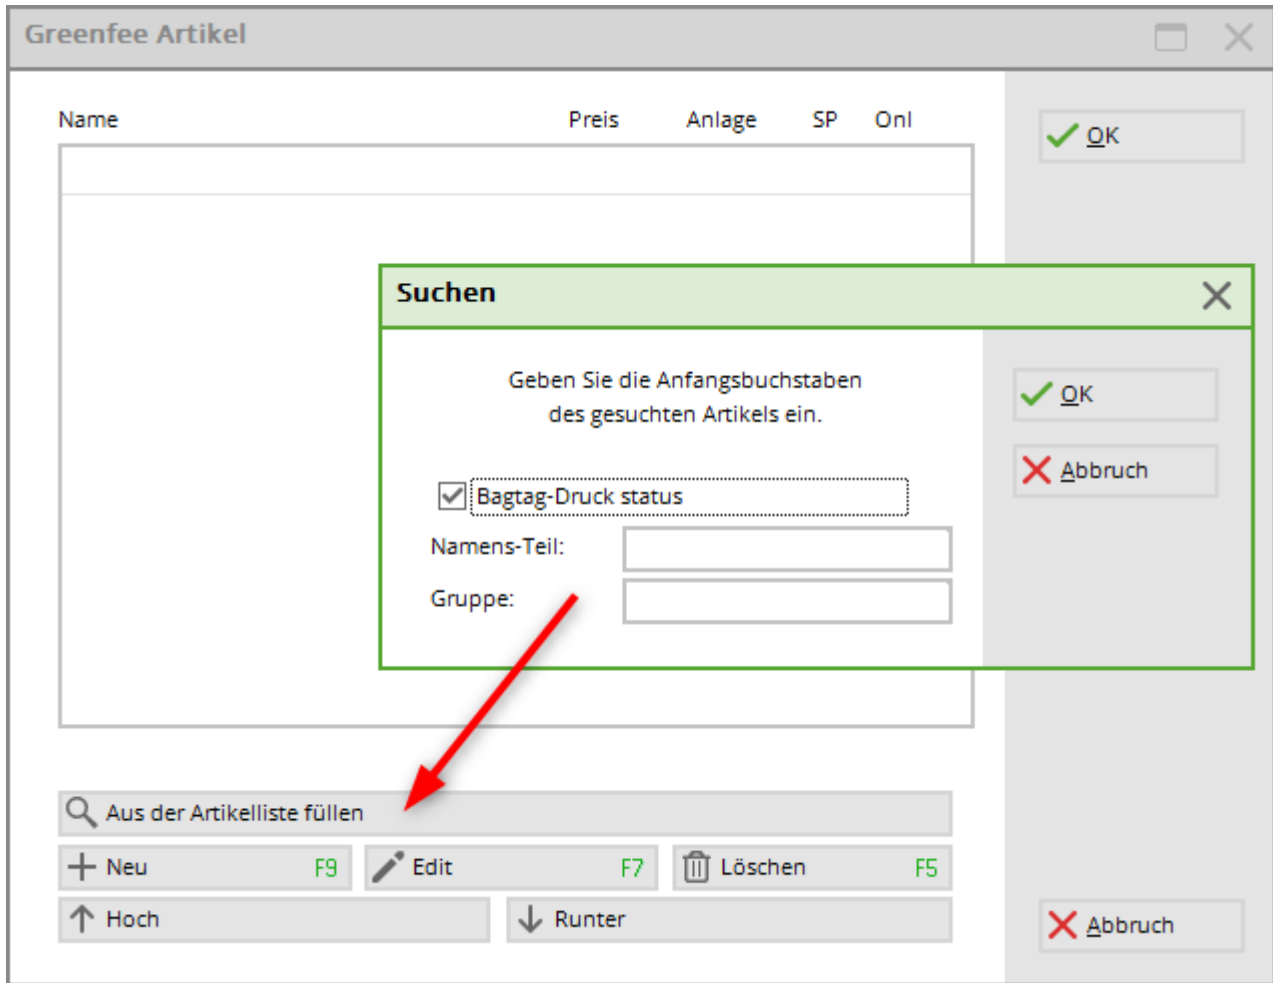 Greenfee Artikel
Name Preis Anlage SP Onl
OK
Suchen
Geben Sie die Anfangsbuchstaben
des gesuchten Artikels ein.
OK
Abbruch
Bagtag-Druck status
Namens-Teil:
Gruppe:
Aus der Artikelliste füllen
Neu F9 Edit F7 Löschen F5
Hoch Runter
Abbruch